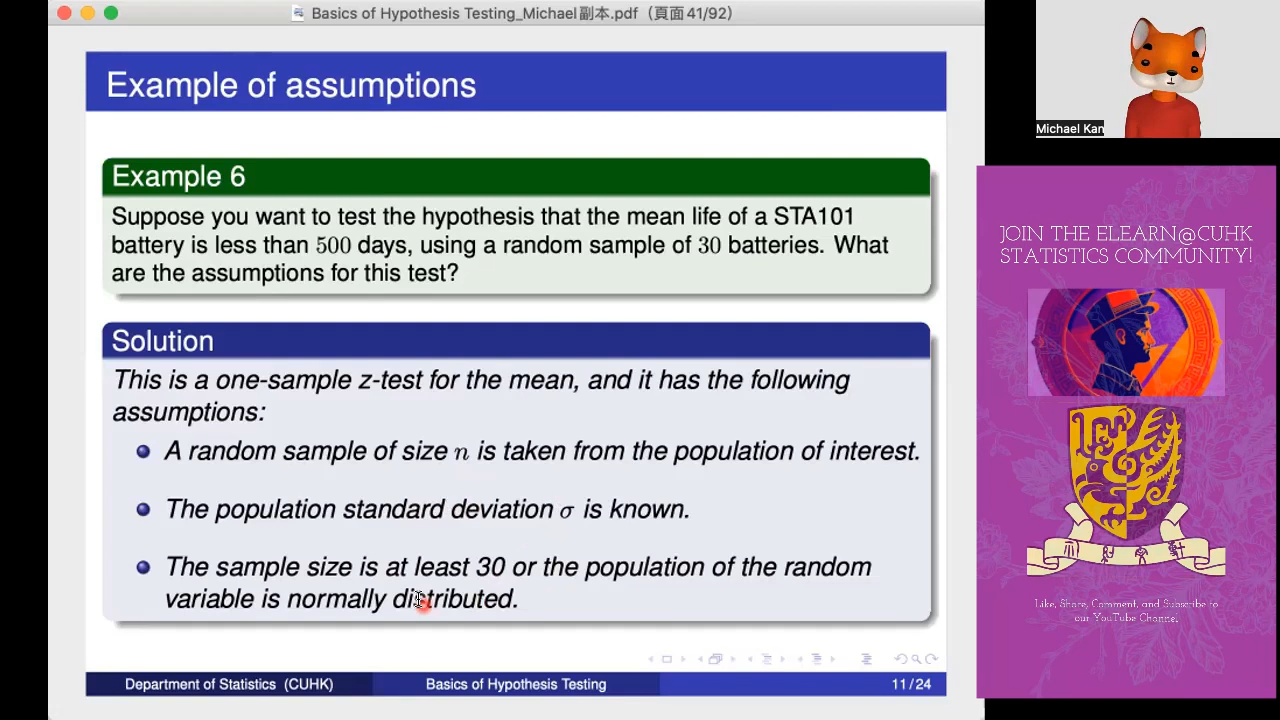 Basics of Hypothesis Testing_Michael副本.pdf（頁面 41/92）
Example of assumptions
Example 6
Suppose you want to test the hypothesis that the mean life of a STA101
battery is less than 500 days, using a random sample of 30 batteries. What
are the assumptions for this test?
Solution
This is a one-sample z-test for the mean, and it has the following
assumptions:
A random sample of size n is taken from the population of interest.
The population standard deviation σ is known.
The sample size is at least 30 or the population of the random
variable is normally distributed.
Department of Statistics (CUHK)
Basics of Hypothesis Testing
11/24
Michael Kan
JOIN THE ELEARN@CUHK
STATISTICS COMMUNITY!
Like, Share, Comment, and Subscribe to
our YouTube Channel.